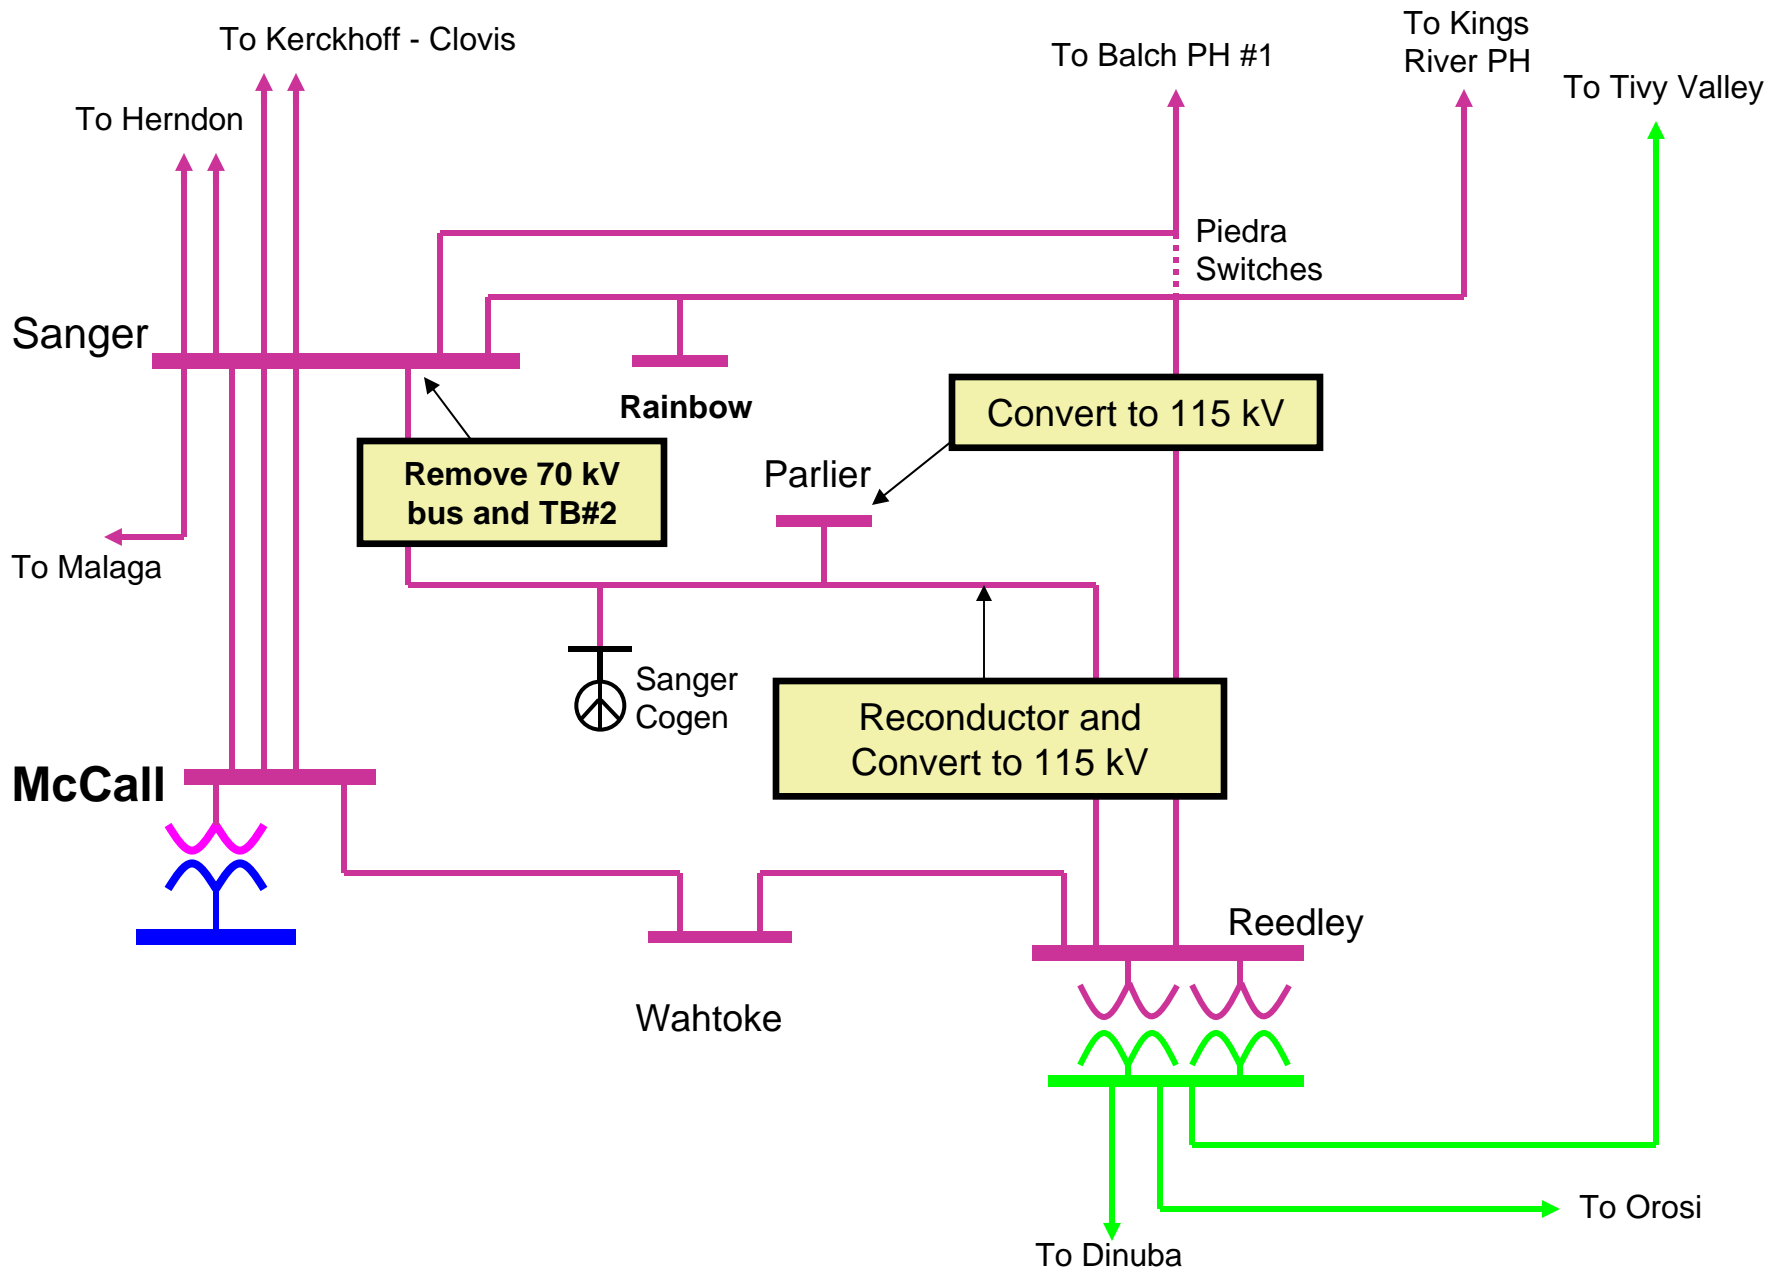 To Kerckhoff - Clovis
To Kings
River PH
To Balch PH #1
To Tivy Valley
To Herndon
Piedra
Switches
Sanger
Rainbow
Convert to 115 kV
Remove 70 kV
bus and TB#2
Parlier
To Malaga
Sanger
Cogen
Reconductor and
Convert to 115 kV
McCall
Reedley
Wahtoke
To Orosi
To Dinuba